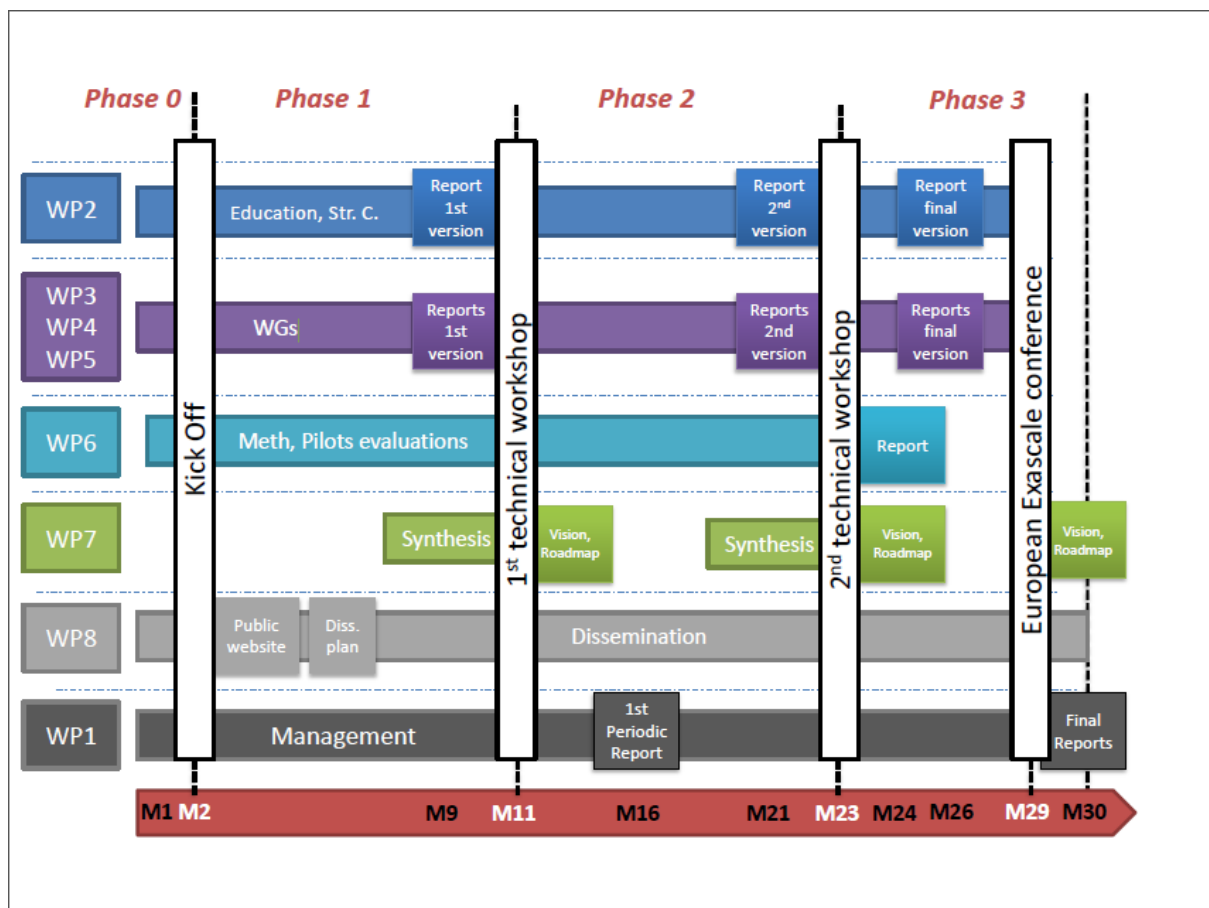 Phase 0
Phase 1
Phase 2
Phase 3
WP2
Education, Str. C.
Report
1st
version
Report
2nd
version
Report
final
version
WP3
WP4
WP5
WGs
Reports
1st
version
Reports
2nd
version
Reports
final
version
WP6
Meth, Pilots evaluations
Report
WP7
Synthesis
Vision,
Roadmap
Synthesis
Vision,
Roadmap
Vision,
Roadmap
WP8
Public
website
Diss.
plan
Dissemination
WP1
Management
1st
Periodic
Report
Final
Reports
Kick Off
1st technical workshop
2nd technical workshop
European Exascale conference
M1 M2 M9 M11 M16 M21 M23 M24 M26 M29 M30